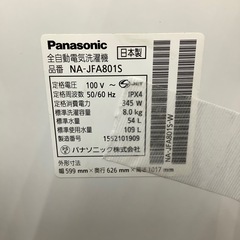 Panasonic
日本製
全自動電気洗濯機
品番 NA-JFA801S
定格電圧 100 V~
定格周波数 50/60 Hz IPX4
定格消費電力 345 W
標準洗濯容量 8.0 kg
標準水量 54 L
標準使用水量 109 L
製造番号 1552101909
パナソニック株式会社
外形寸法
幅 599 mm × 奥行 626 mm × 高さ 1017 mm
NA-JFA801S-W